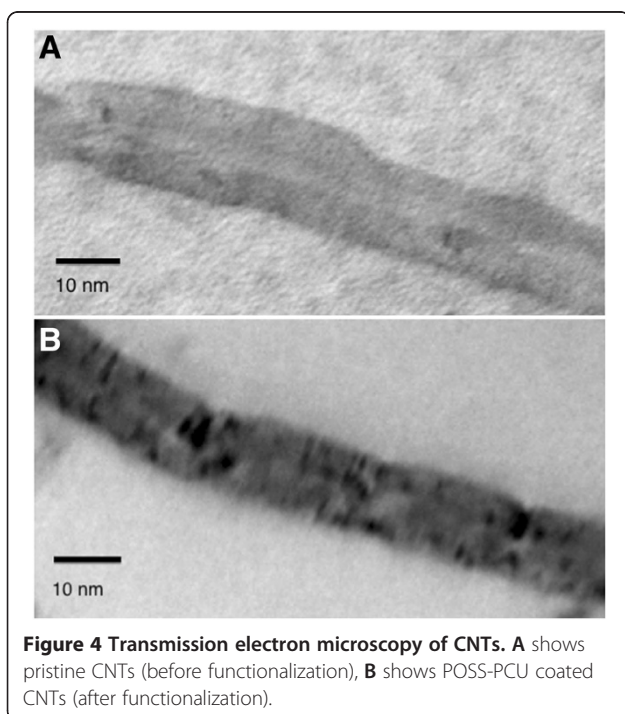 A
10 nm
B
10 nm
Figure 4 Transmission electron microscopy of CNTs. A shows
pristine CNTs (before functionalization), B shows POSS-PCU coated
CNTs (after functionalization).